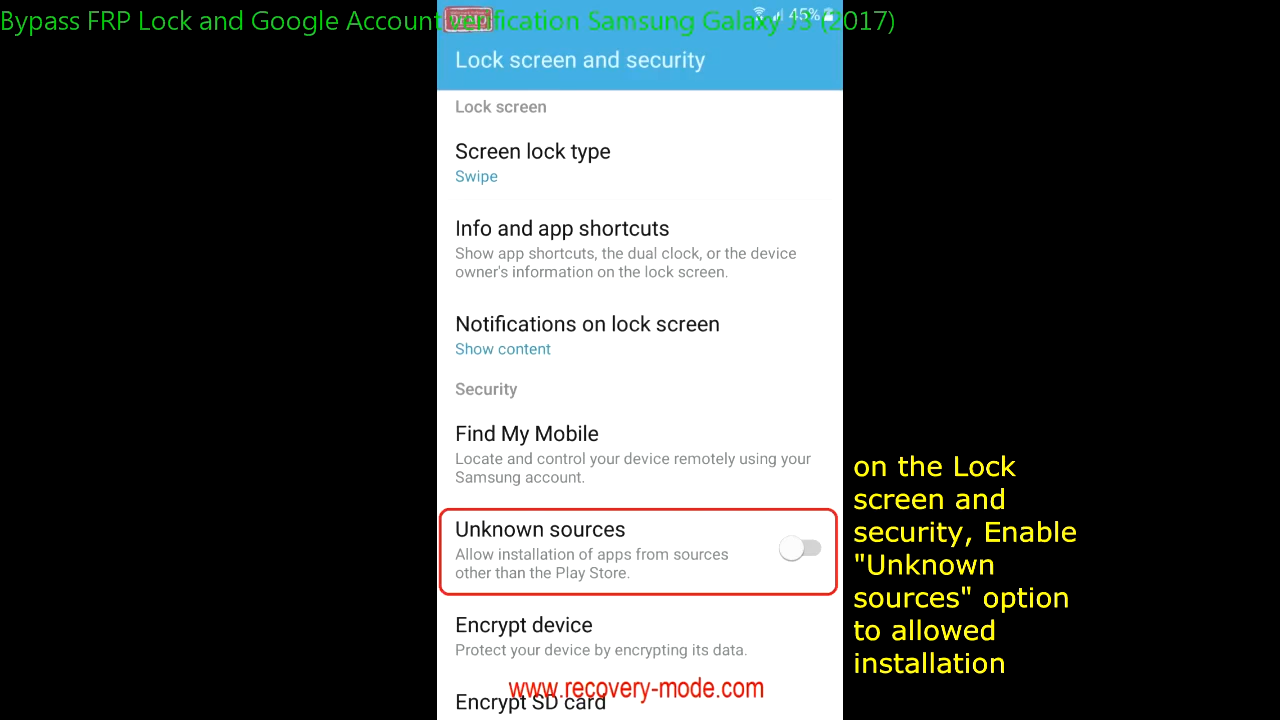 Bypass FRP Lock and Google Account verification Samsung Galaxy J3 (2017)
DEMO
45%
Lock screen and security
Lock screen
Screen lock type
Swipe
Info and app shortcuts
Show app shortcuts, the dual clock, or the device
owner's information on the lock screen.
Notifications on lock screen
Show content
Security
Find My Mobile
Locate and control your device remotely using your
Samsung account.
Unknown sources
Allow installation of apps from sources
other than the Play Store.
Encrypt device
Protect your device by encrypting its data.
www.recovery-mode.com
Encrypt SD card
on the Lock
screen and
security, Enable
"Unknown
sources" option
to allowed
installation